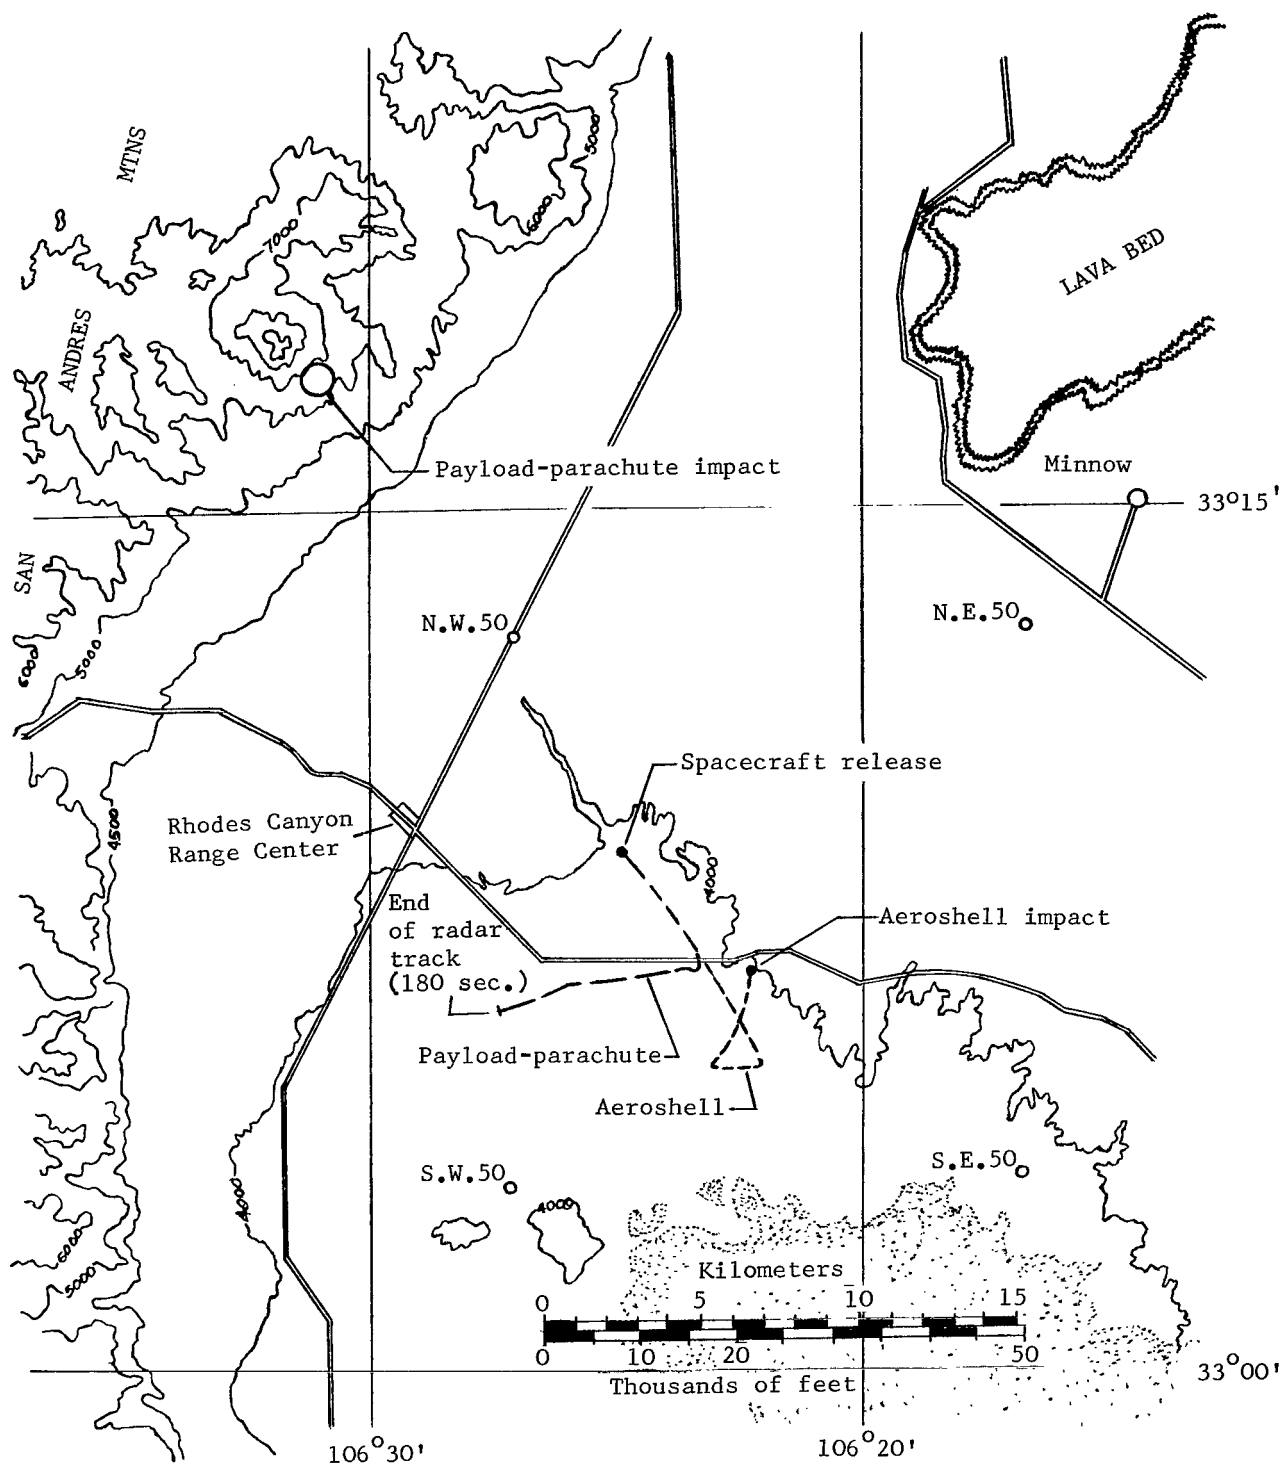 MTNS
5000
6000
7000
LAVA BED
ANDRES
Payload-parachute impact
Minnow
33°15'
SAN
N.W.50
N.E.50
6000
5000
Spacecraft release
4500
Rhodes Canyon
Range Center
4000
End
of radar
track
(180 sec.)
Aeroshell impact
Payload-parachute
Aeroshell
S.W.50
S.E.50
4000
4000
6000
5000
Kilometers
0 5 10 15
0 10 20 50
Thousands of feet
33°00'
106°30'
106°20'